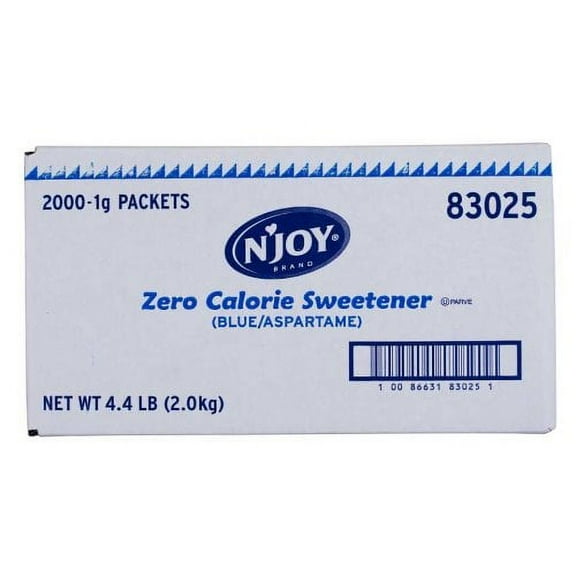 2000-1g PACKETS
83025
N'JOY®
BRAND
Zero Calorie Sweetener ⓊPARVE
(BLUE/ASPARTAME)
1 00 86631 83025 1
NET WT 4.4 LB (2.0kg)